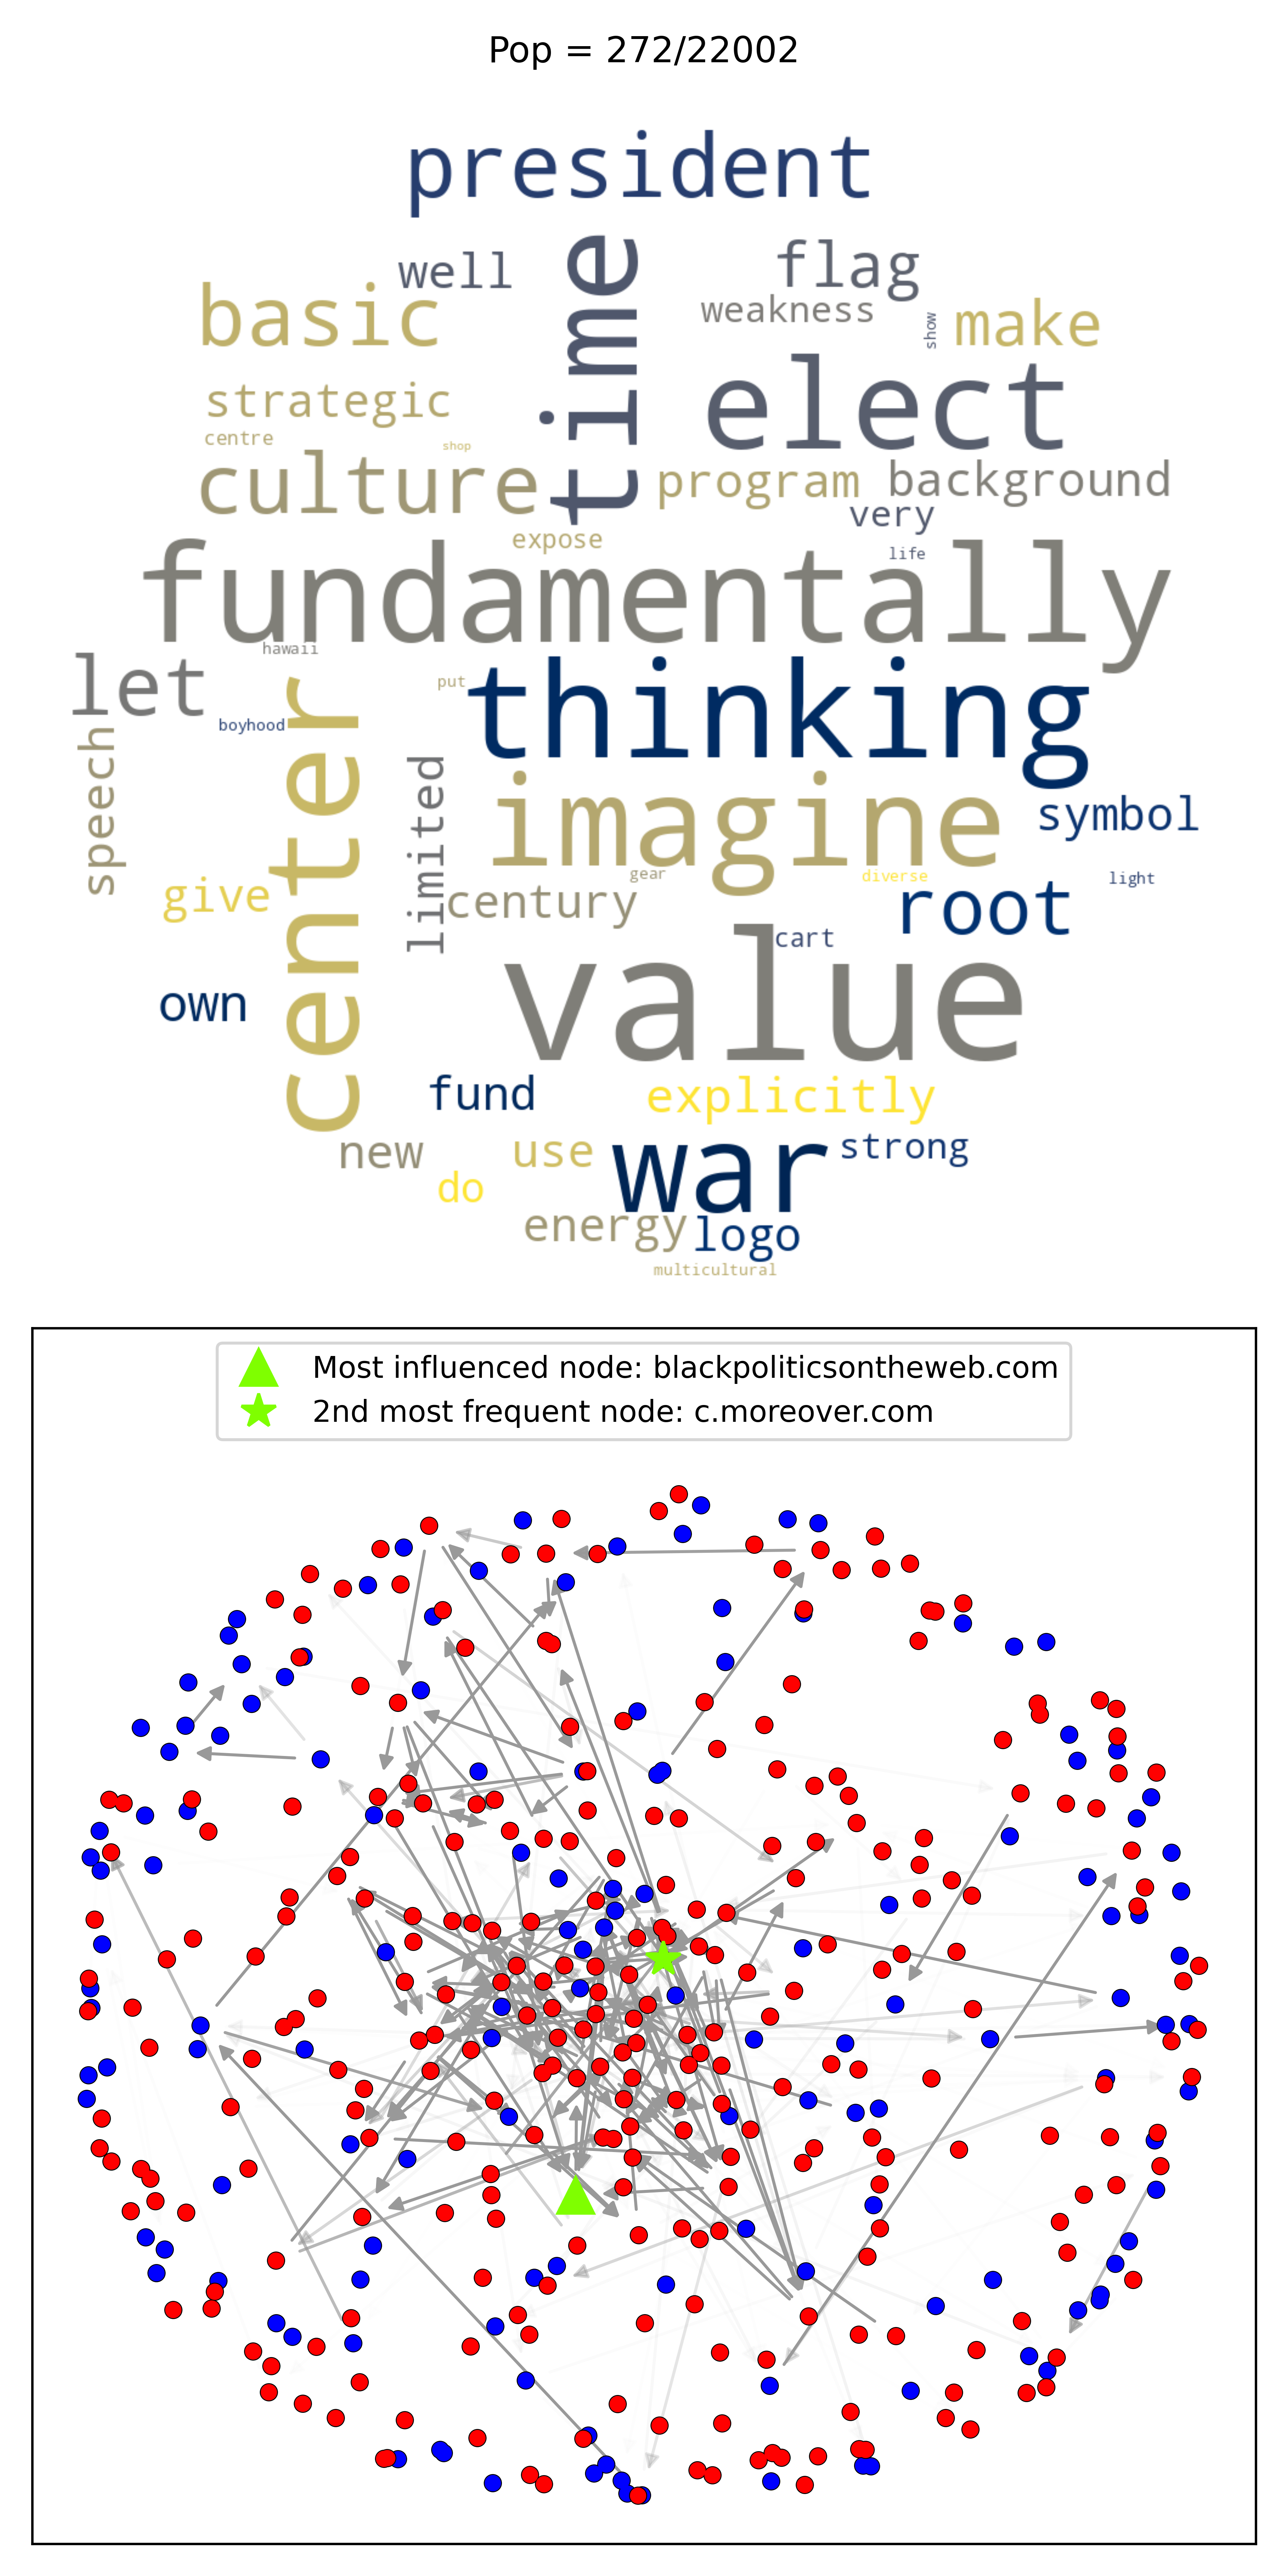 Pop = 272/22002
president
time
well
flag
basic
weakness
show
make
strategic
elect
centre
shop
culture
program
background
very
expose
life
fundamentally
hawaii
let
put
thinking
boyhood
center
speech
limited
imagine
symbol
gear
diverse
light
give
century
root
cart
value
own
fund
explicitly
new
use
war
strong
do
energy
logo
multicultural
Most influenced node: blackpoliticsontheweb.com
2nd most frequent node: c.moreover.com